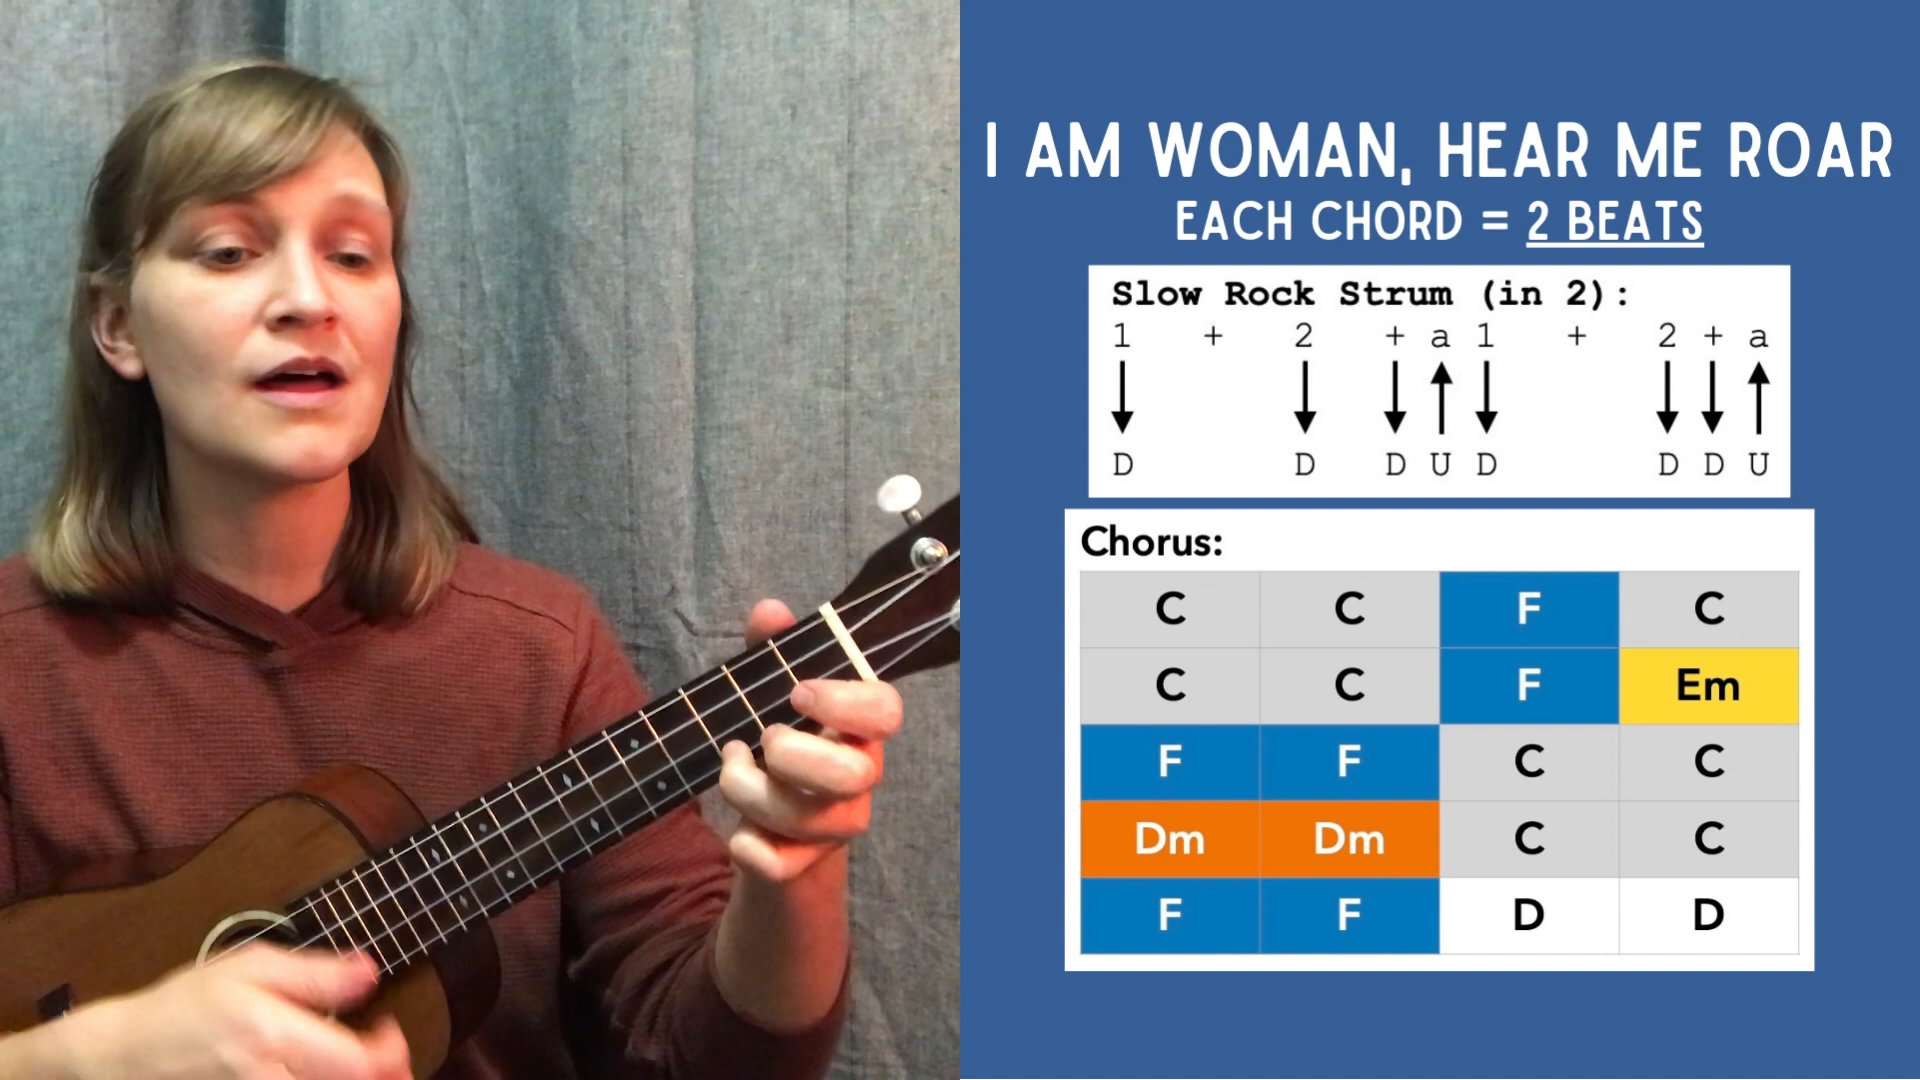 I AM WOMAN, HEAR ME ROAR
EACH CHORD = 2 BEATS
Slow Rock Strum (in 2):
1 + 2 + a 1 + 2 + a
D D D U D D D U
Chorus:
C C F C
C C F Em
F F C C
Dm Dm C C
F F D D